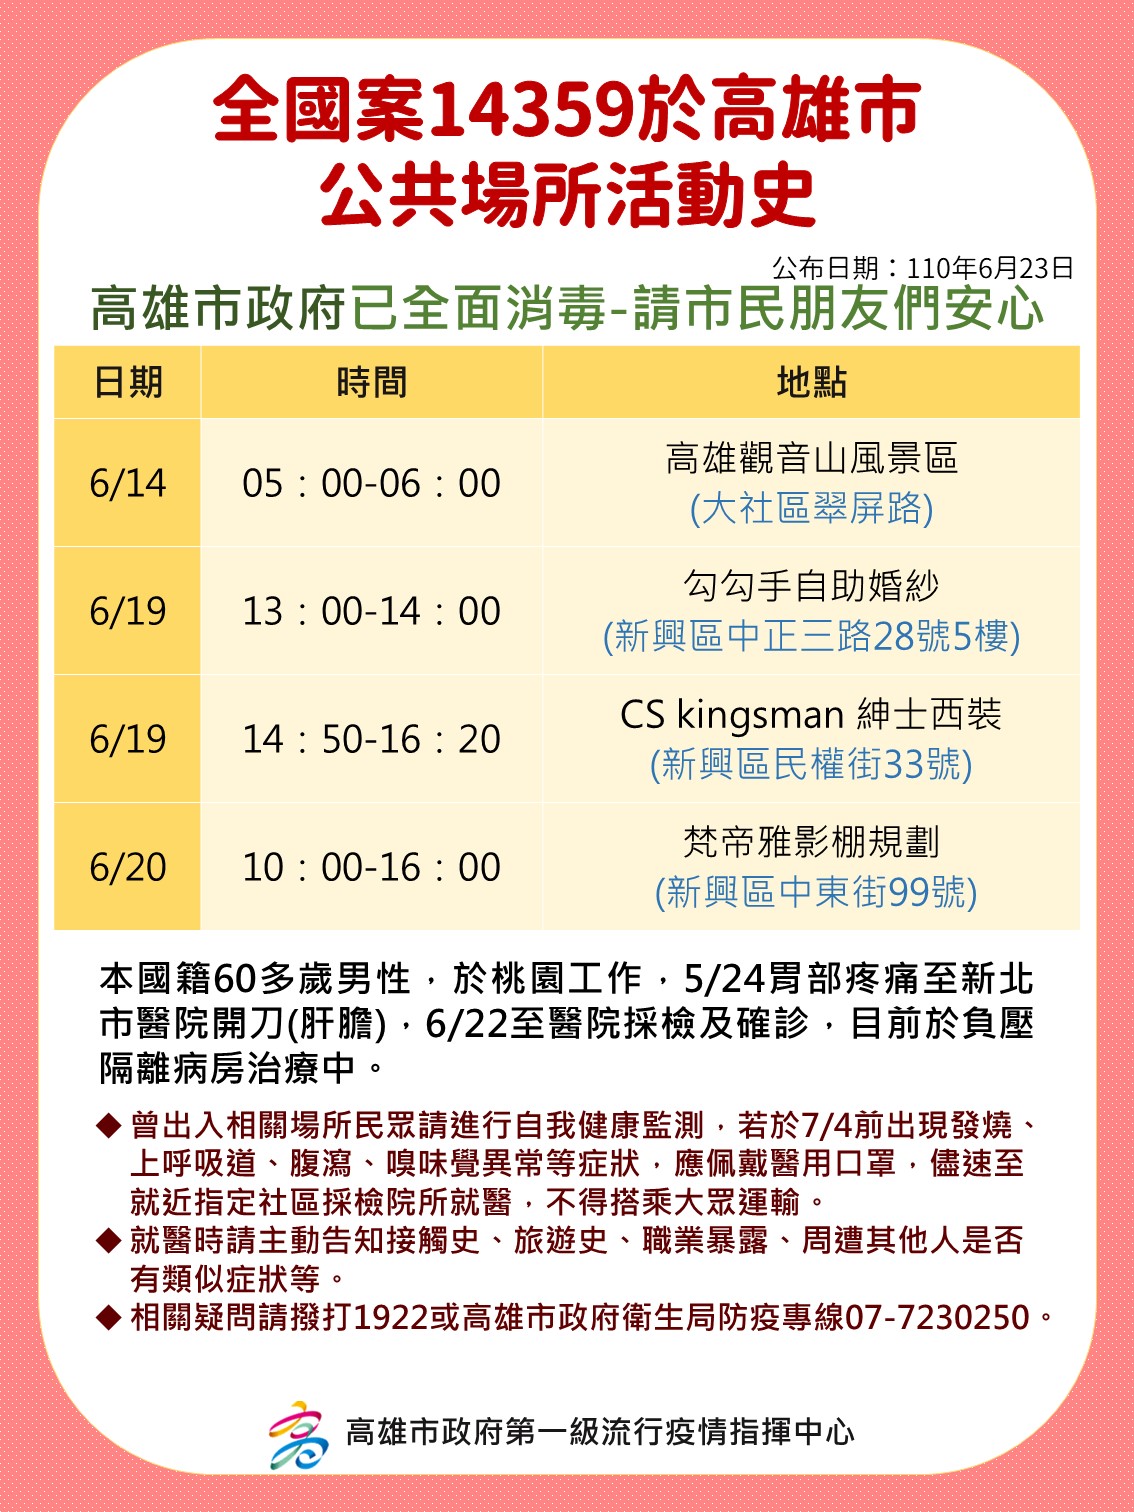 全國案14359於高雄市
公共場所活動史
公布日期：110年6月23日
高雄市政府已全面消毒-請市民朋友們安心
日期 時間 地點
6/14 05：00-06：00 高雄觀音山風景區
(大社區翠屏路)
6/19 13：00-14：00 勾勾手自助婚紗
(新興區中正三路28號5樓)
6/19 14：50-16：20 CS kingsman 紳士西裝
(新興區民權街33號)
6/20 10：00-16：00 梵帝雅影棚規劃
(新興區中東街99號)
本國籍60多歲男性，於桃園工作，5/24胃部疼痛至新北
市醫院開刀(肝膽)，6/22至醫院採檢及確診，目前於負壓
隔離病房治療中。
◆曾出入相關場所民眾請進行自我健康監測，若於7/4前出現發燒、
上呼吸道、腹瀉、嗅味覺異常等症狀，應佩戴醫用口罩，儘速至
就近指定社區採檢院所就醫，不得搭乘大眾運輸。
◆就醫時請主動告知接觸史、旅遊史、職業暴露、周遭其他人是否
有類似症狀等。
◆相關疑問請撥打1922或高雄市政府衛生局防疫專線07-7230250。
高雄市政府第一級流行疫情指揮中心